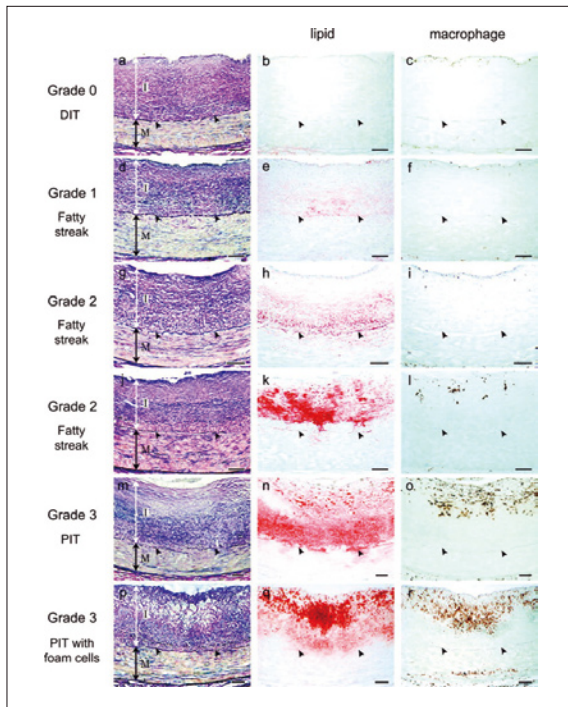 lipid macrophage
Grade 0
DIT
a I M b c
Grade 1
Fatty
streak
d I M e f
Grade 2
Fatty
streak
g I M h i
Grade 2
Fatty
streak
j I M k l
Grade 3
PIT
m I M n o
Grade 3
PIT with
foam cells
p I M q r